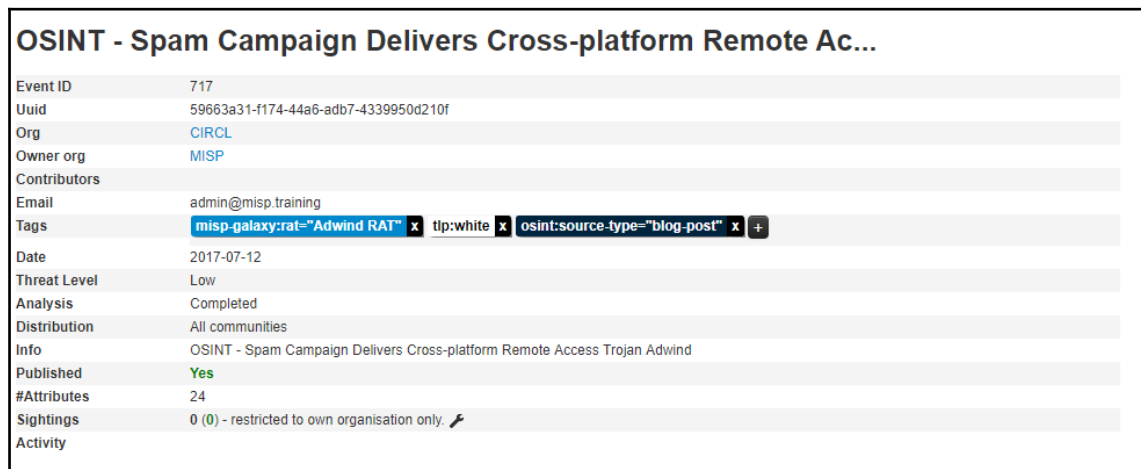 OSINT - Spam Campaign Delivers Cross-platform Remote Ac...
Event ID 717
Uuid 59663a31-f174-44a6-adb7-4339950d210f
Org CIRCL
Owner org MISP
Contributors
Email admin@misp.training
Tags misp-galaxy:rat="Adwind RAT" x tlp:white x osint:source-type="blog-post" x +
Date 2017-07-12
Threat Level Low
Analysis Completed
Distribution All communities
Info OSINT - Spam Campaign Delivers Cross-platform Remote Access Trojan Adwind
Published Yes
#Attributes 24
Sightings 0 (0) - restricted to own organisation only.
Activity